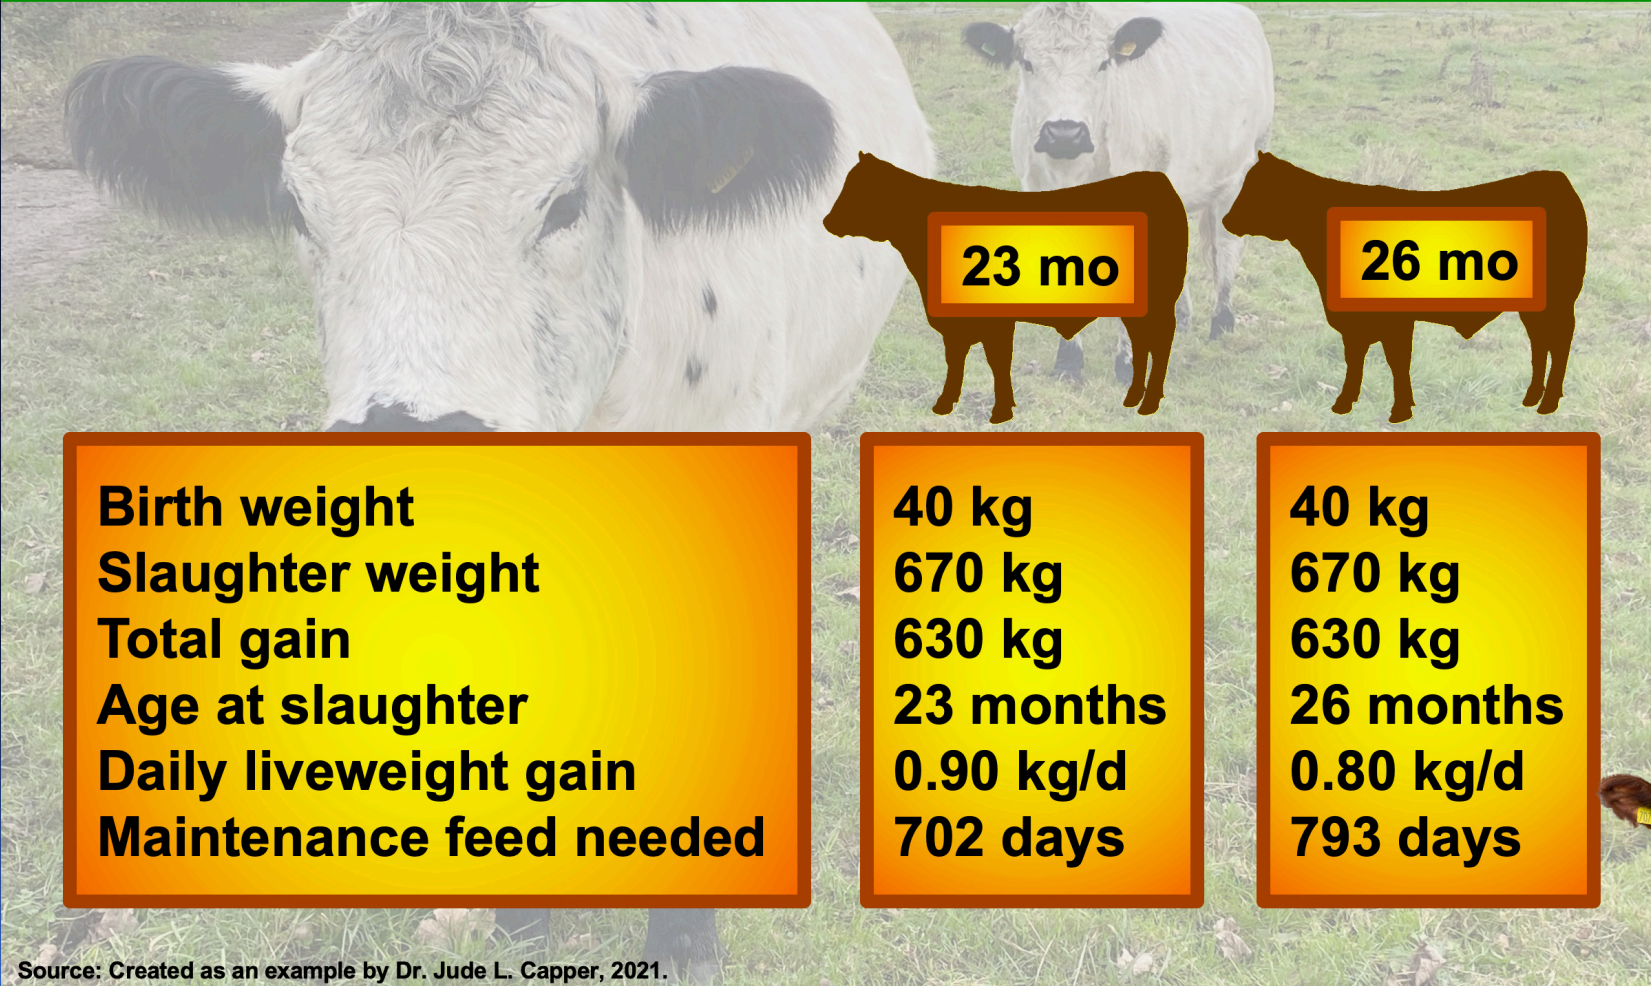 23 mo
26 mo
Birth weight 40 kg 40 kg
Slaughter weight 670 kg 670 kg
Total gain 630 kg 630 kg
Age at slaughter 23 months 26 months
Daily liveweight gain 0.90 kg/d 0.80 kg/d
Maintenance feed needed 702 days 793 days
Source: Created as an example by Dr. Jude L. Capper, 2021.